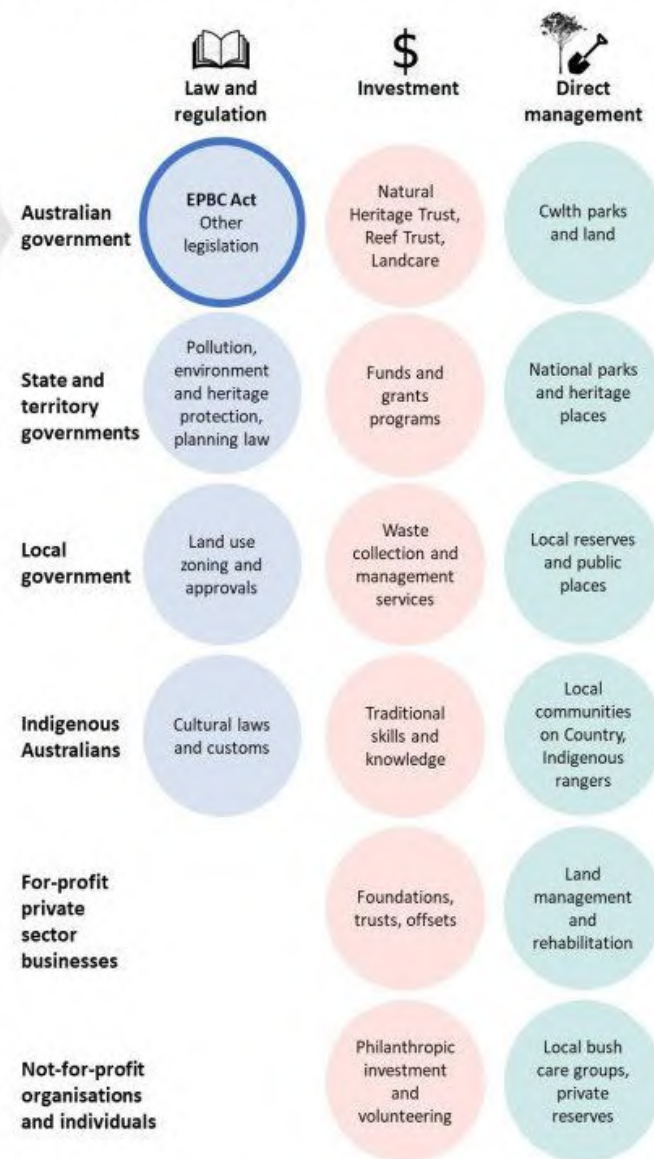 $
Law and
regulation
Investment
Direct
management
Australian
government
EPBC Act
Other
legislation
Natural
Heritage Trust,
Reef Trust,
Landcare
Cwlth parks
and land
State and
territory
governments
Pollution,
environment
and heritage
protection,
planning law
Funds and
grants
programs
National parks
and heritage
places
Local
government
Land use
zoning and
approvals
Waste
collection and
management
services
Local reserves
and public
places
Indigenous
Australians
Cultural laws
and customs
Traditional
skills and
knowledge
Local
communities
on Country,
Indigenous
rangers
For-profit
private
sector
businesses
Foundations,
trusts, offsets
Land
management
and
rehabilitation
Not-for-profit
organisations
and individuals
Philanthropic
investment
and
volunteering
Local bush
care groups,
private
reserves